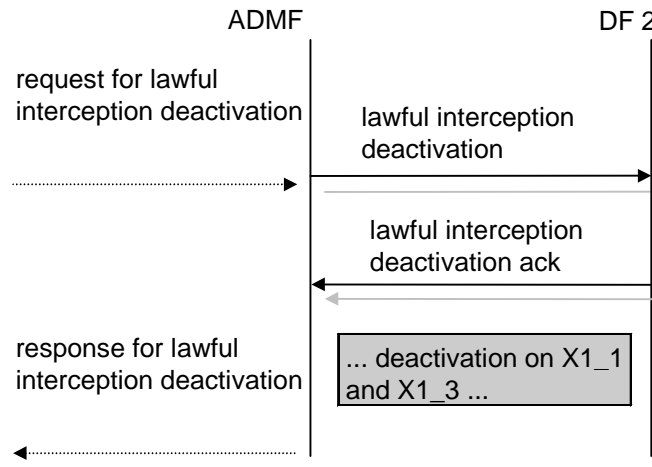 ADMF
DF 2
request for lawful
interception deactivation
lawful interception
deactivation
lawful interception
deactivation ack
response for lawful
interception deactivation
... deactivation on X1_1
and X1_3 ...